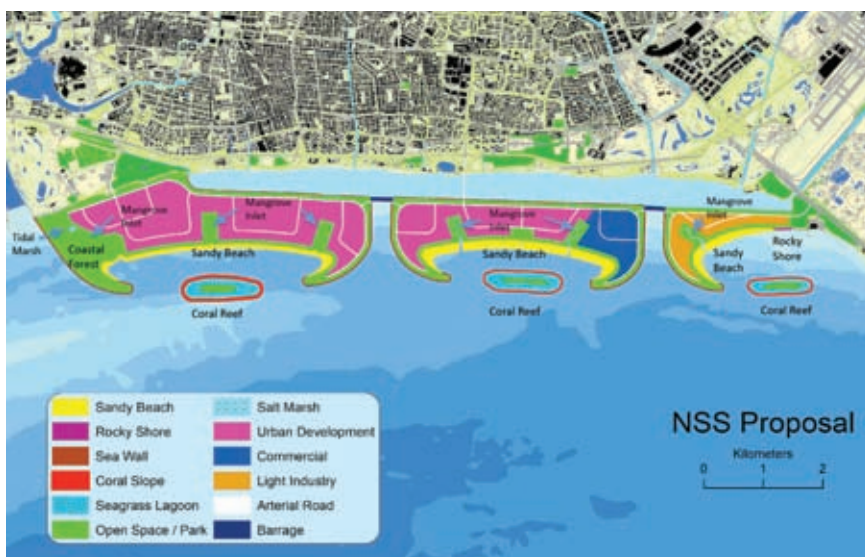 Mangrove
Inlet
Mangrove
Inlet
Mangrove
Inlet
Mangrove
Inlet
Tidal
Marsh
Coastal
Forest
Sandy Beach
Sandy Beach
Sandy
Beach
Rocky
Shore
Coral Reef
Coral Reef
Coral Reef
Sandy Beach
Salt Marsh
Rocky Shore
Urban Development
Sea Wall
Commercial
Coral Slope
Light Industry
Seagrass Lagoon
Arterial Road
Open Space / Park
Barrage
NSS Proposal
Kilometers
0 1 2